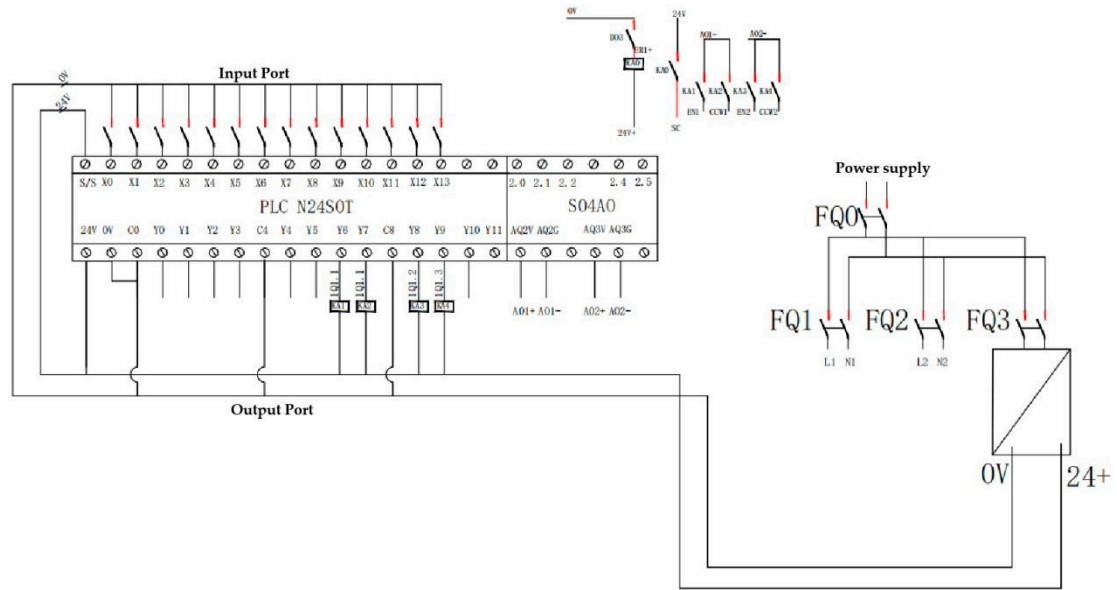 0V
24V
DO3
ER1+
KA0
24V+
KA0
SC
AO1-
AO2-
KA1 KA2 KA3 KA4
EN1 CCW1 EN2 CCW2
0V
24V
Input Port
S/S X0 X1 X2 X3 X4 X5 X6 X7 X8 X9 X10 X11 X12 X13 2.0 2.1 2.2 2.4 2.5
PLC N24S0T S04AO
24V 0V C0 Y0 Y1 Y2 Y3 C4 Y4 Y5 Y6 Y7 C8 Y8 Y9 Y10 Y11 AQ2V AQ2G AQ3V AQ3G
1Q1.1 1Q1.1 1Q1.2 1Q1.3
KA1 KA2 KA3 KA4
AO1+ AO1- AO2+ AO2-
Output Port
Power supply
FQ0
FQ1 FQ2 FQ3
L1 N1 L2 N2
0V 24+